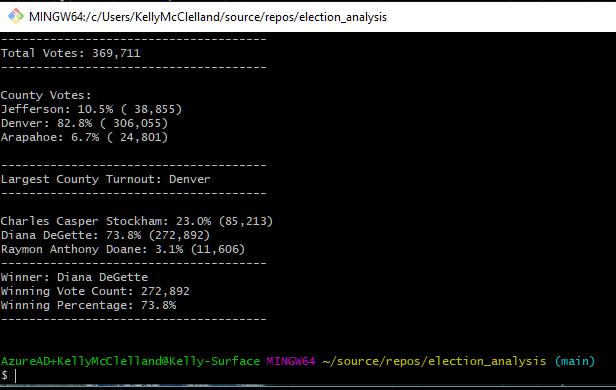 MINGW64:/c/Users/KellyMcClelland/source/repos/election_analysis
-------------------------------------
Total Votes: 369,711
-------------------------------------
County Votes:
Jefferson: 10.5% ( 38,855)
Denver: 82.8% ( 306,055)
Arapahoe: 6.7% ( 24,801)
-------------------------------------
Largest County Turnout: Denver
-------------------------------------
Charles Casper Stockham: 23.0% (85,213)
Diana DeGette: 73.8% (272,892)
Raymon Anthony Doane: 3.1% (11,606)
-------------------------------------
Winner: Diana DeGette
Winning Vote Count: 272,892
Winning Percentage: 73.8%
-------------------------------------
AzureAD+KellyMcClelland@Kelly-Surface MINGW64 ~/source/repos/election_analysis (main)
$